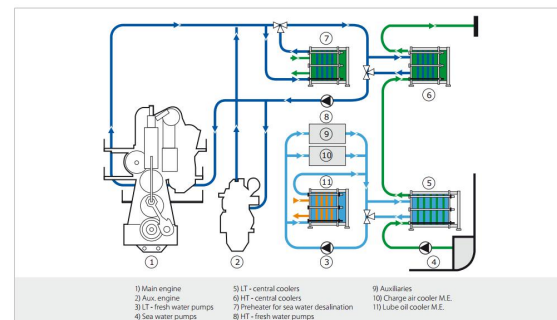 7
6
8
9
10
11
5
1
2
3
4
1) Main engine
2) Aux. engine
3) LT - fresh water pumps
4) Sea water pumps
5) LT - central coolers
6) HT - central coolers
7) Preheater for sea water desalination
8) HT - fresh water pumps
9) Auxiliaries
10) Charge air cooler M.E.
11) Lube oil cooler M.E.